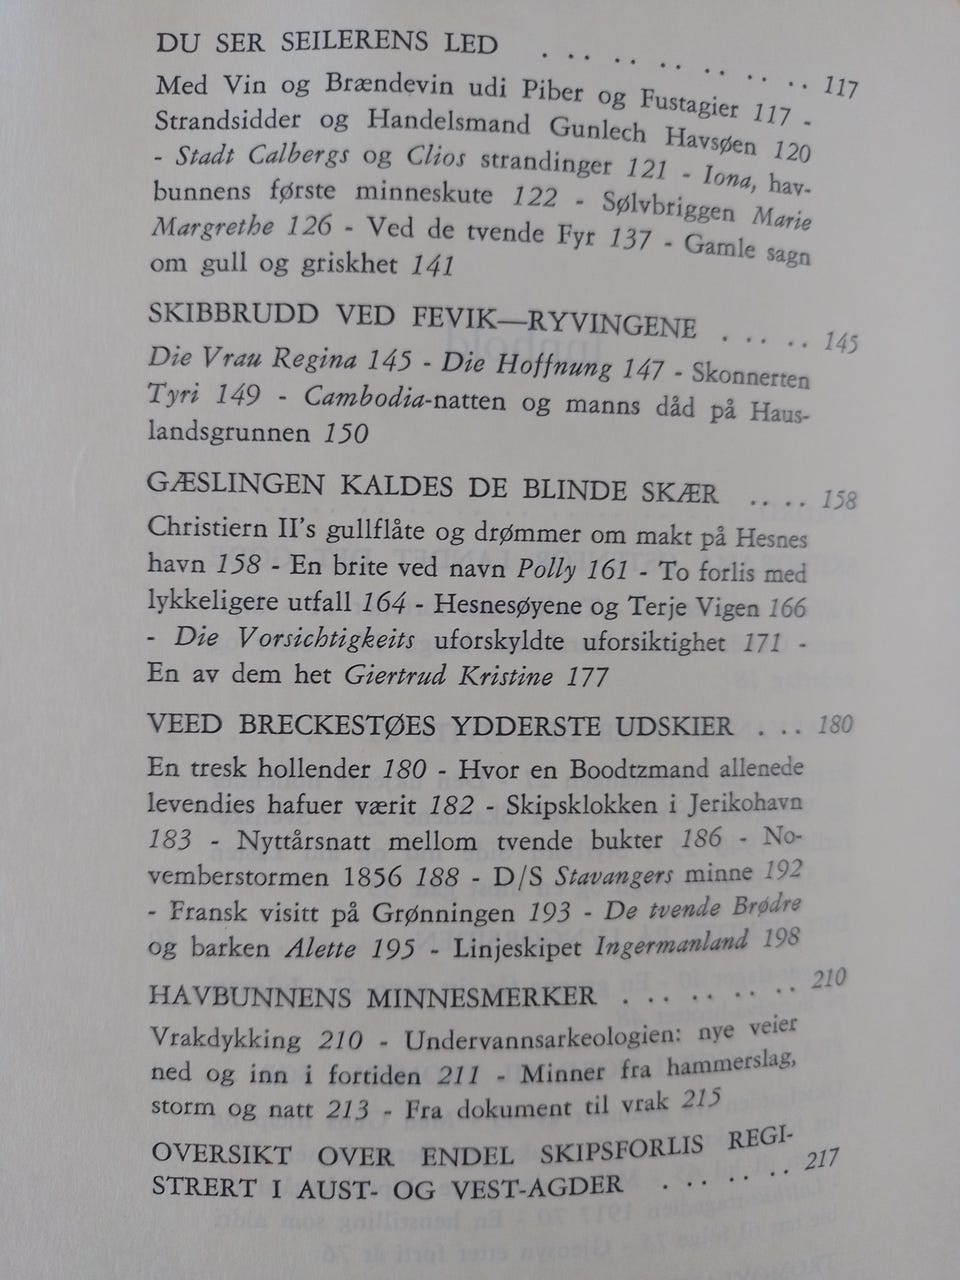 DU SER SEILERENS LED . . . . . . . . . . . 117
Med Vin og Brændevin udi Piber og Fustagier 117 -
Strandsidder og Handelsmand Gunlech Havsøen 120
- Stadt Calbergs og Clios strandinger 121 - Iona, hav-
bunnens første minneskute 122 - Sølvbriggen Marie
Margrethe 126 - Ved de tvende Fyr 137 - Gamle sagn
om gull og griskhet 141
SKIBBRUDD VED FEVIK—RYVINGENE . . . . . 145
Die Vrau Regina 145 - Die Hoffnung 147 - Skonnerten
Tyri 149 - Cambodia-natten og manns dåd på Haus-
landsgrunnen 150
GÆSLINGEN KALDES DE BLINDE SKÆR . . . . 158
Christiern II's gullflåte og drømmer om makt på Hesnes
havn 158 - En brite ved navn Polly 161 - To forlis med
lykkeligere utfall 164 - Hesnesøyene og Terje Vigen 166
- Die Vorsichtigkeits uforskyldte uforsiktighet 171 -
En av dem het Giertrud Kristine 177
VEED BRECKESTØES YDDERSTE UDSKIER . . . 180
En tresk hollender 180 - Hvor en Boodtzmand allenede
levendies hafuer værit 182 - Skipsklokken i Jerikohavn
183 - Nyttårsnatt mellom tvende bukter 186 - No-
vemberstormen 1856 188 - D/S Stavangers minne 192
- Fransk visitt på Grønningen 193 - De tvende Brødre
og barken Alette 195 - Linjeskipet Ingermanland 198
HAVBUNNENS MINNESMERKER . . . . . . . . 210
Vrakdykking 210 - Undervannsarkeologien: nye veier
ned og inn i fortiden 211 - Minner fra hammerslag,
storm og natt 213 - Fra dokument til vrak 215
OVERSIKT OVER ENDEL SKIPSFORLIS REGI-
STRERT I AUST- OG VEST-AGDER . . . . . . . 217